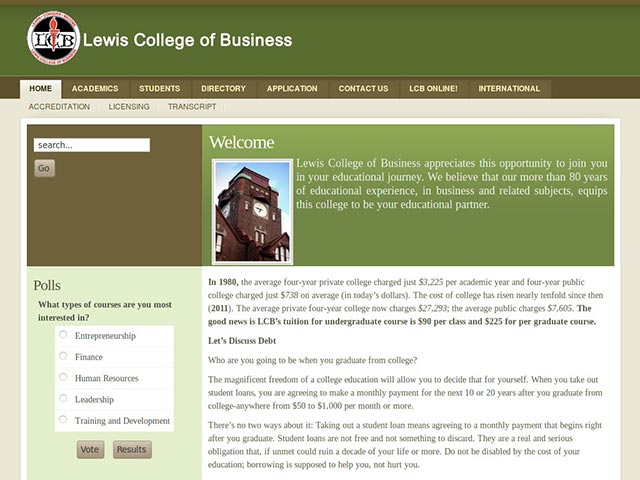 LCB
Lewis College of Business
HOME ACADEMICS STUDENTS DIRECTORY APPLICATION CONTACT US LCB ONLINE! INTERNATIONAL
ACCREDITATION LICENSING TRANSCRIPT
search...
Go
Welcome
Lewis College of Business appreciates this opportunity to join you
in your educational journey. We believe that our more than 80 years
of educational experience, in business and related subjects, equips
this college to be your educational partner.
Polls
What types of courses are you most
interested in?
Entrepreneurship
Finance
Human Resources
Leadership
Training and Development
Vote Results
In 1980, the average four-year private college charged just $3,225 per academic year and four-year public
college charged just $738 on average (in today's dollars). The cost of college has risen nearly tenfold since then
(2011). The average private four-year college now charges $27,293; the average public charges $7,605. The
good news is LCB's tuition for undergraduate course is $90 per class and $225 for per graduate course.
Let's Discuss Debt
Who are you going to be when you graduate from college?
The magnificent freedom of a college education will allow you to decide that for yourself. When you take out
student loans, you are agreeing to make a monthly payment for the next 10 or 20 years after you graduate from
college-anywhere from $50 to $1,000 per month or more.
There's no two ways about it: Taking out a student loan means agreeing to a monthly payment that begins right
after you graduate. Student loans are not free and not something to discard. They are a real and serious
obligation that, if unmet could ruin a decade of your life or more. Do not be disabled by the cost of your
education; borrowing is supposed to help you, not hurt you.